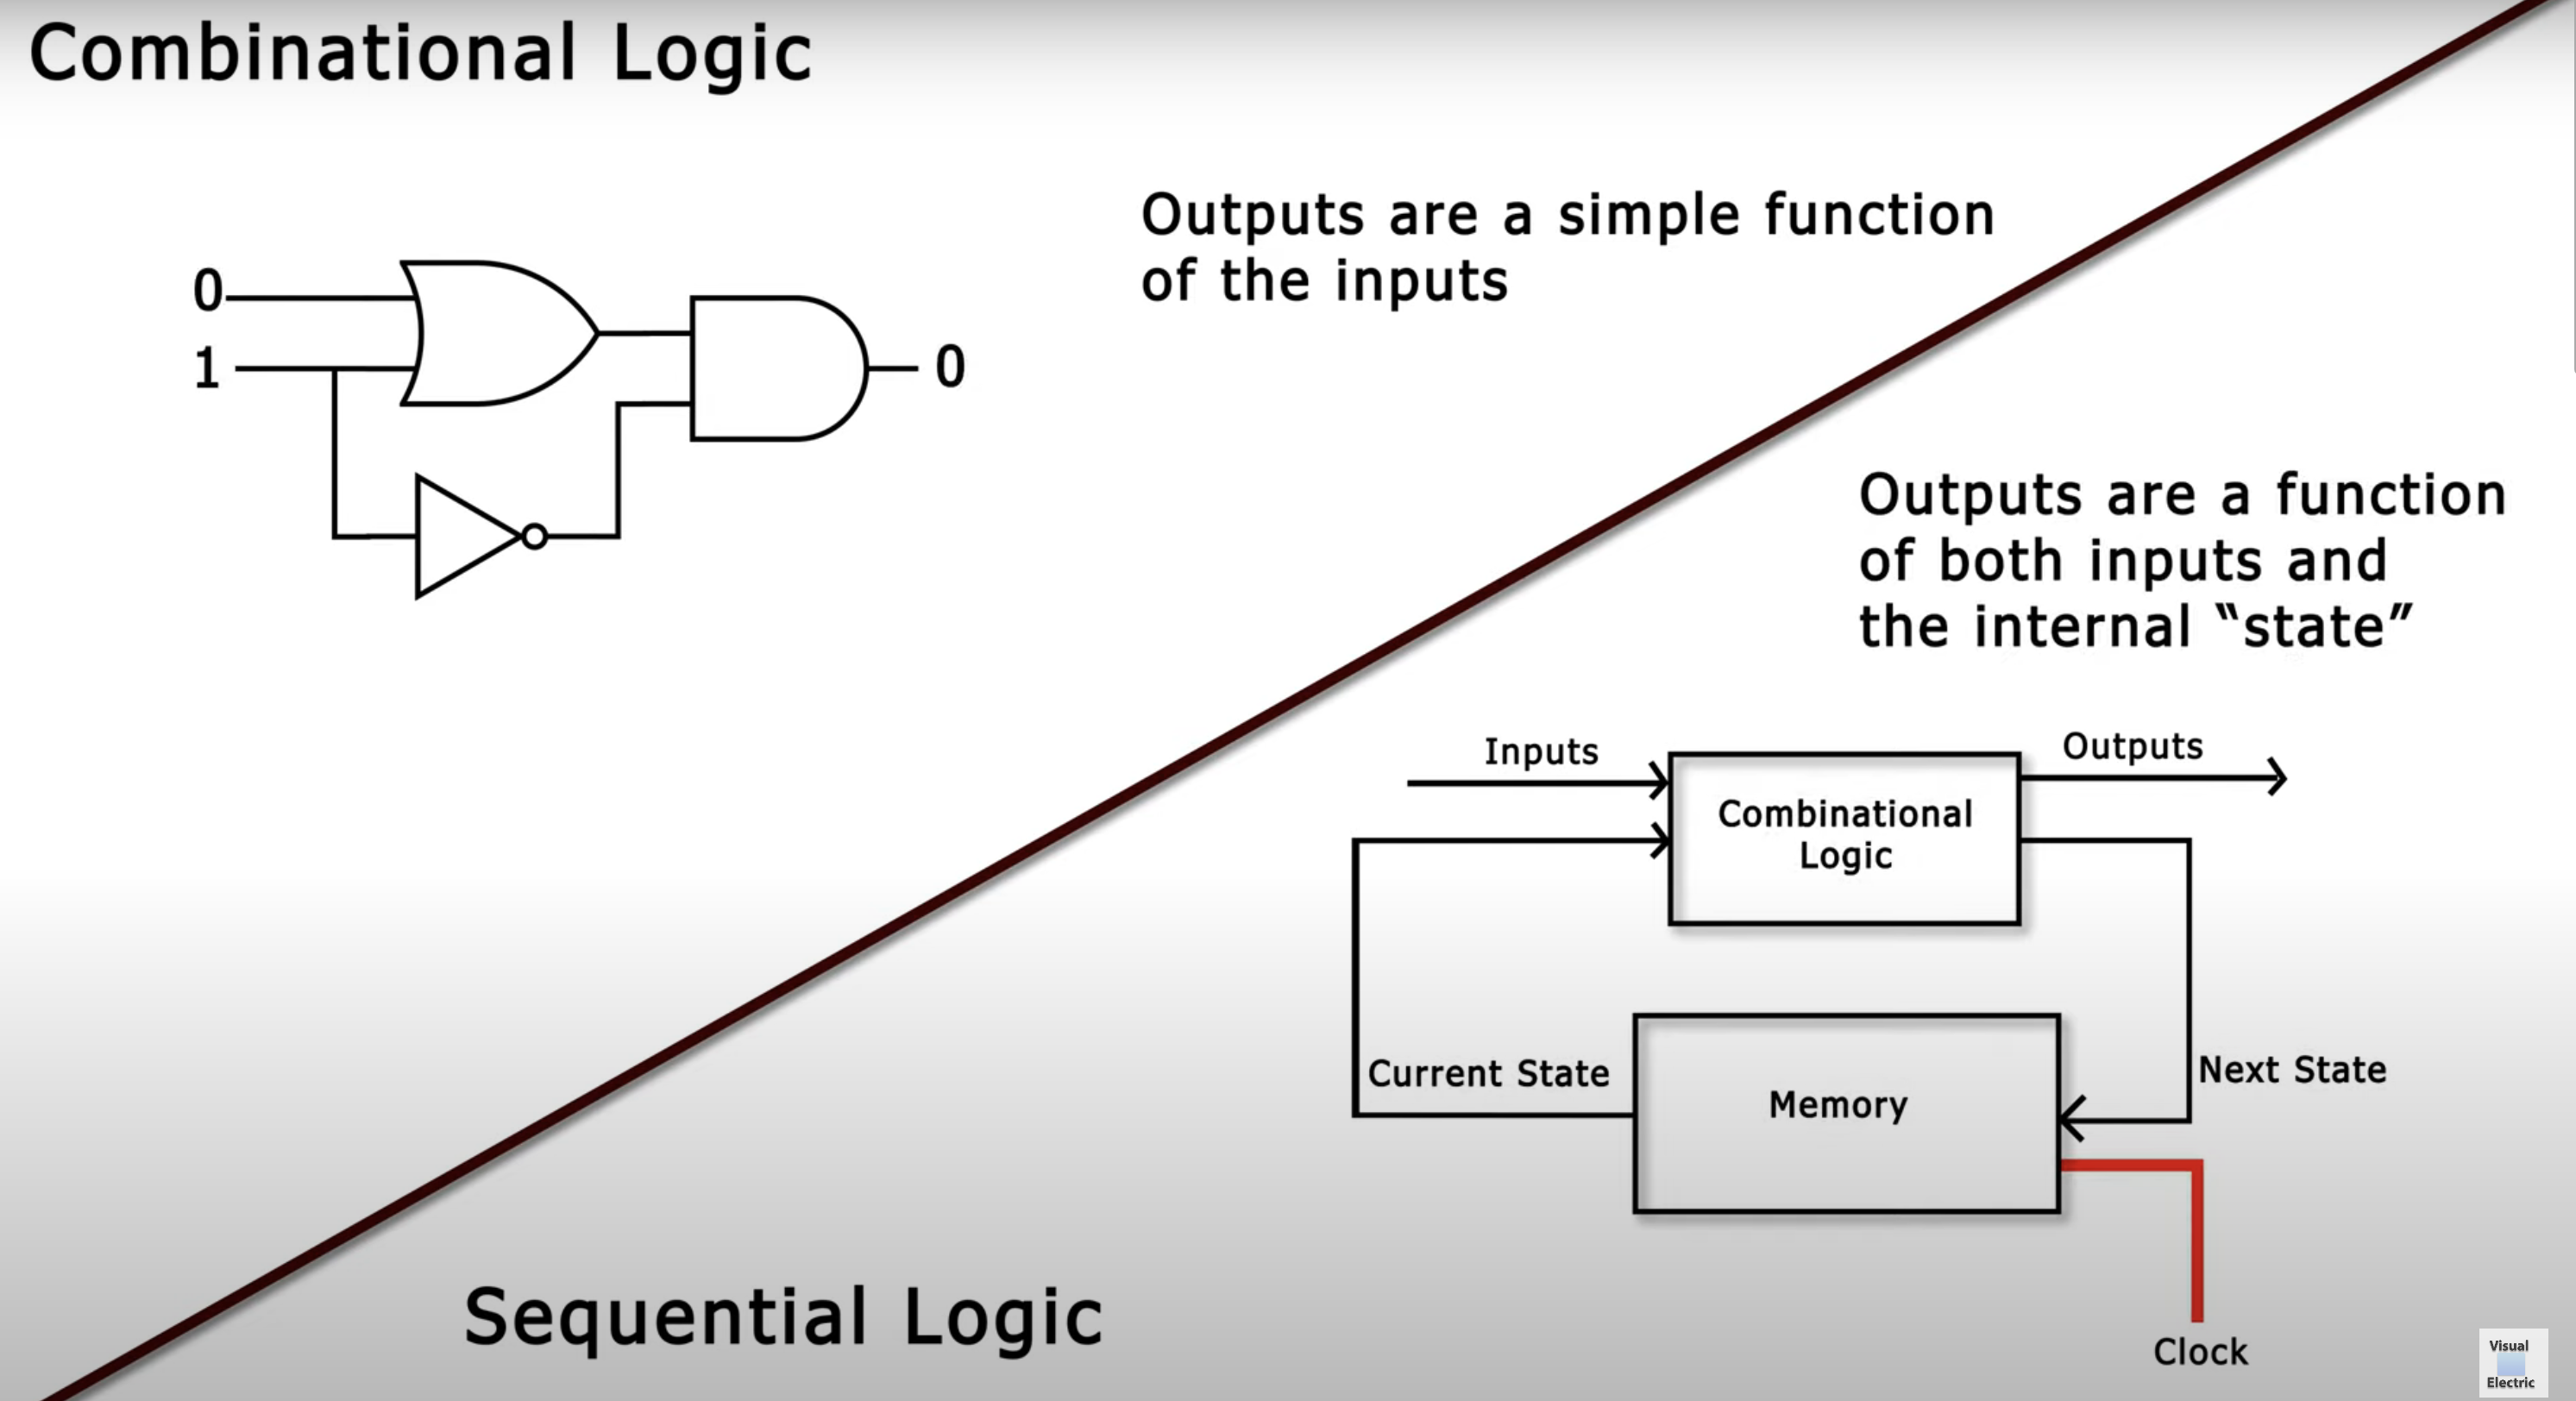 Combinational Logic
Outputs are a simple function
of the inputs
0
1
0
Outputs are a function
of both inputs and
the internal “state”
Inputs
Outputs
Combinational
Logic
Current State
Memory
Next State
Sequential Logic
Clock
Visual
Electric